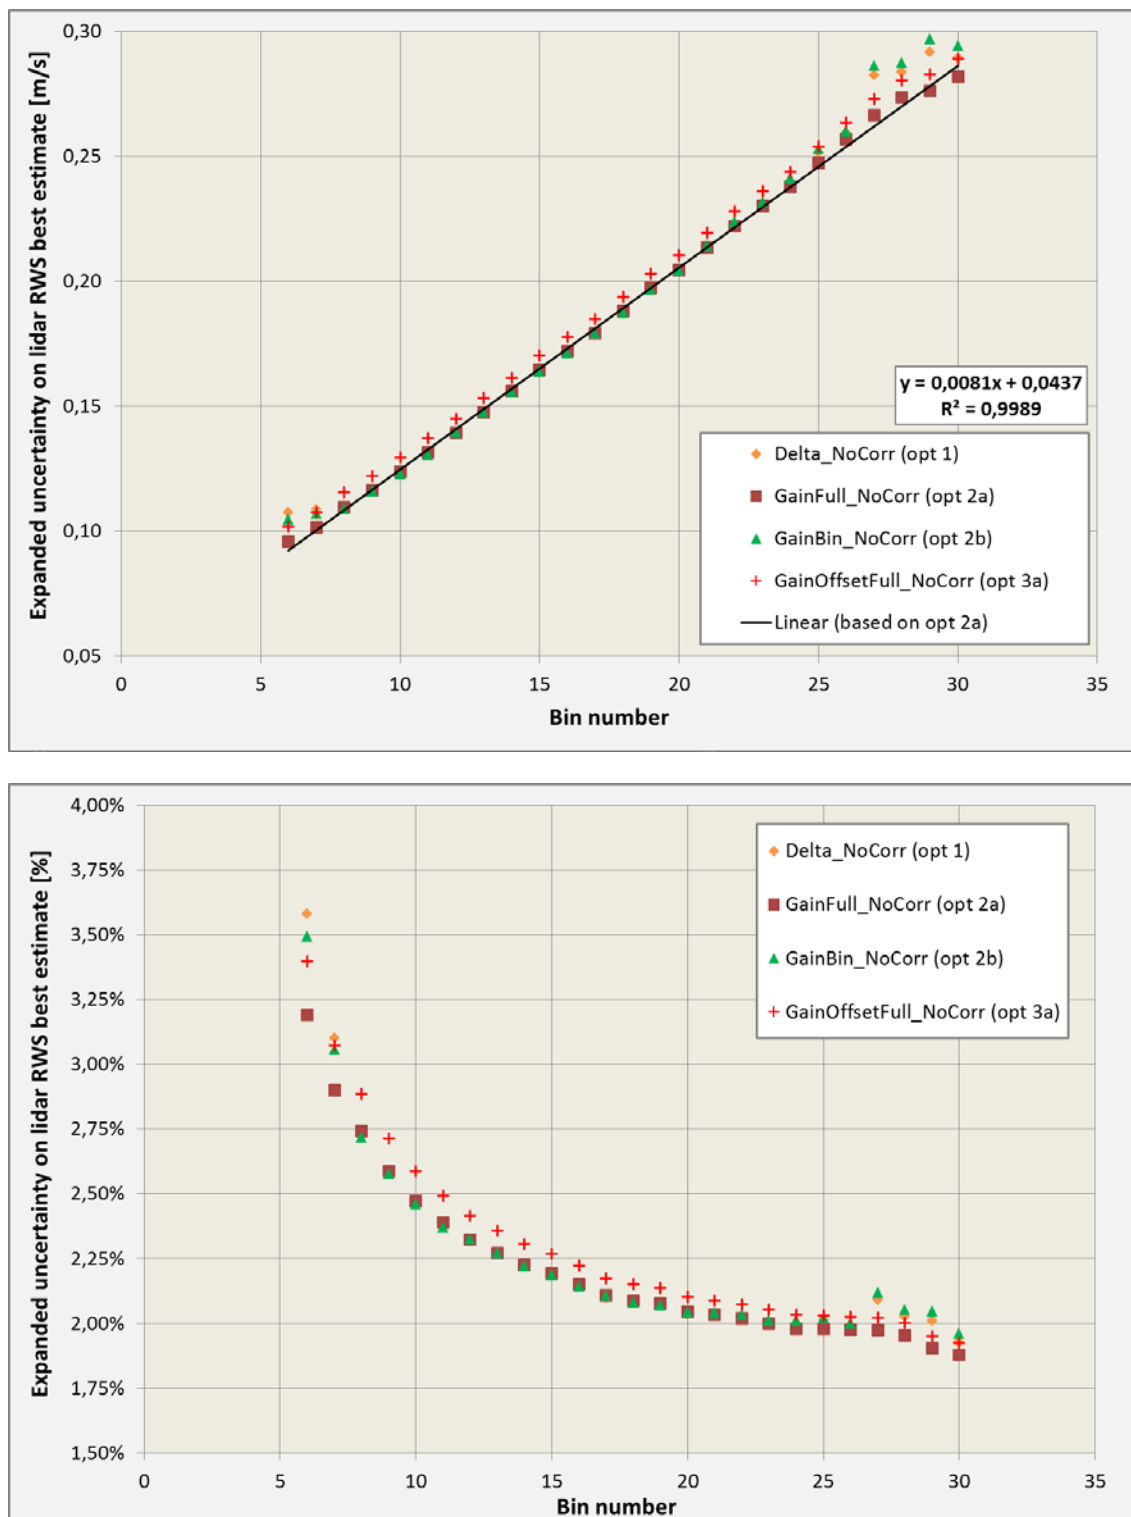 Expanded uncertainty on lidar RWS best estimate [m/s]
0,30
0,25
0,20
0,15
0,10
0,05
y = 0,0081x + 0,0437
R² = 0,9989
Delta_NoCorr (opt 1)
GainFull_NoCorr (opt 2a)
GainBin_NoCorr (opt 2b)
GainOffsetFull_NoCorr (opt 3a)
Linear (based on opt 2a)
0 5 10 15 20 25 30 35
Bin number
Expanded uncertainty on lidar RWS best estimate [%]
4,00%
3,75%
3,50%
3,25%
3,00%
2,75%
2,50%
2,25%
2,00%
1,75%
1,50%
Delta_NoCorr (opt 1)
GainFull_NoCorr (opt 2a)
GainBin_NoCorr (opt 2b)
GainOffsetFull_NoCorr (opt 3a)
0 5 10 15 20 25 30 35
Bin number